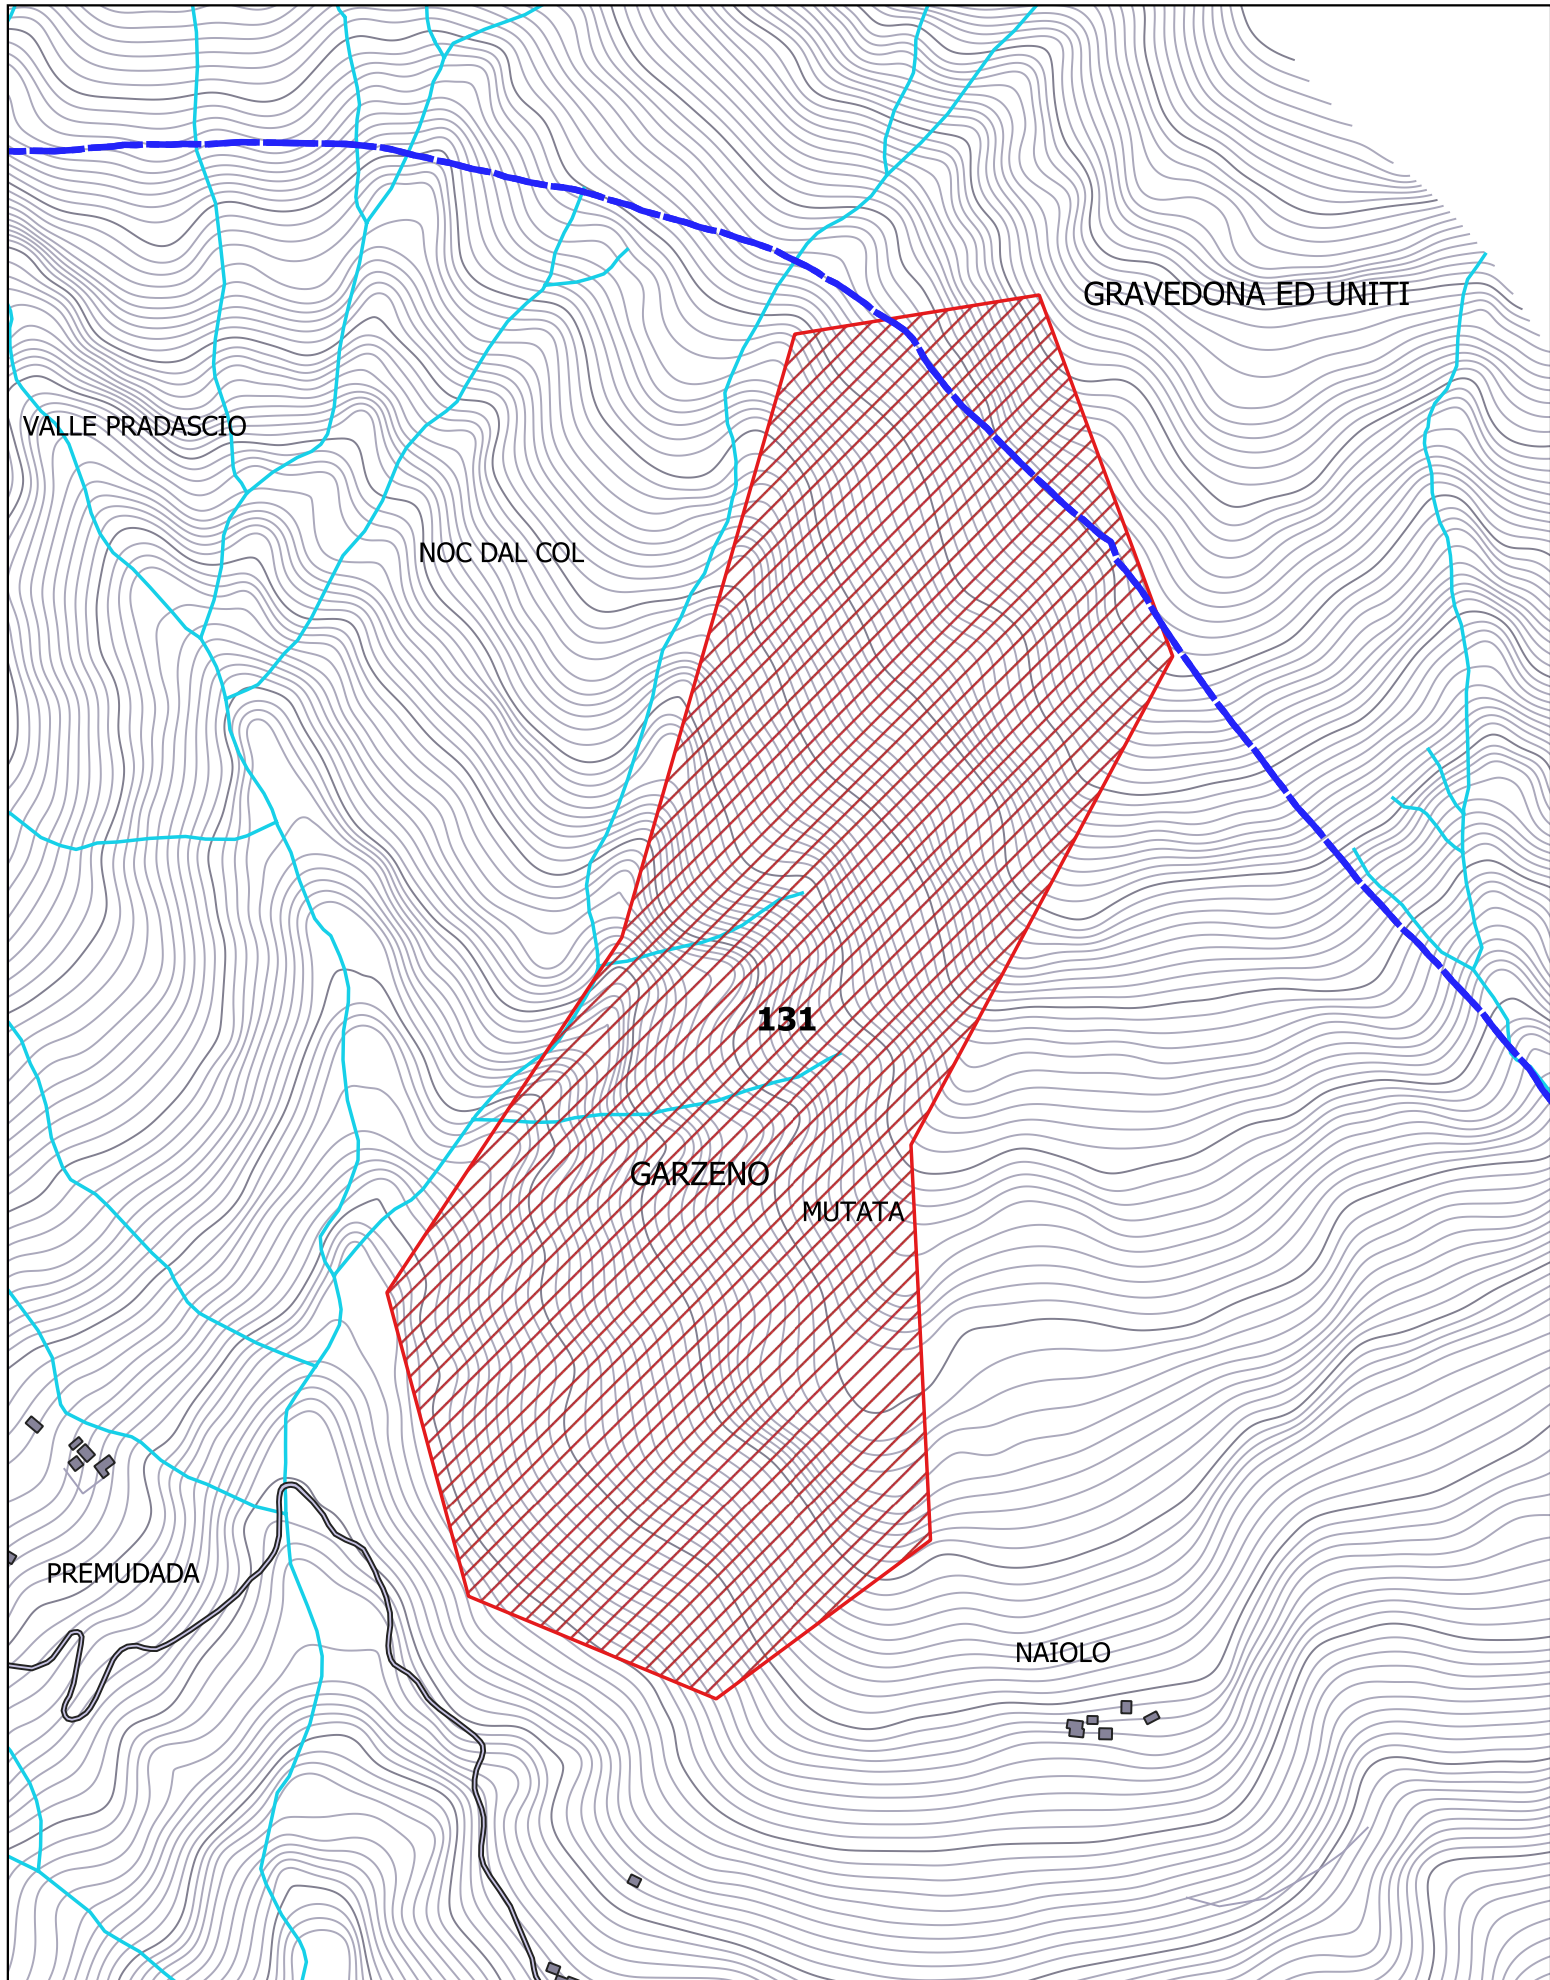 GRAVEDONA ED UNITI
VALLE PRADASCIO
NOC DAL COL
131
GARZENO
MUTATA
PREMUDADA
NAIOLO